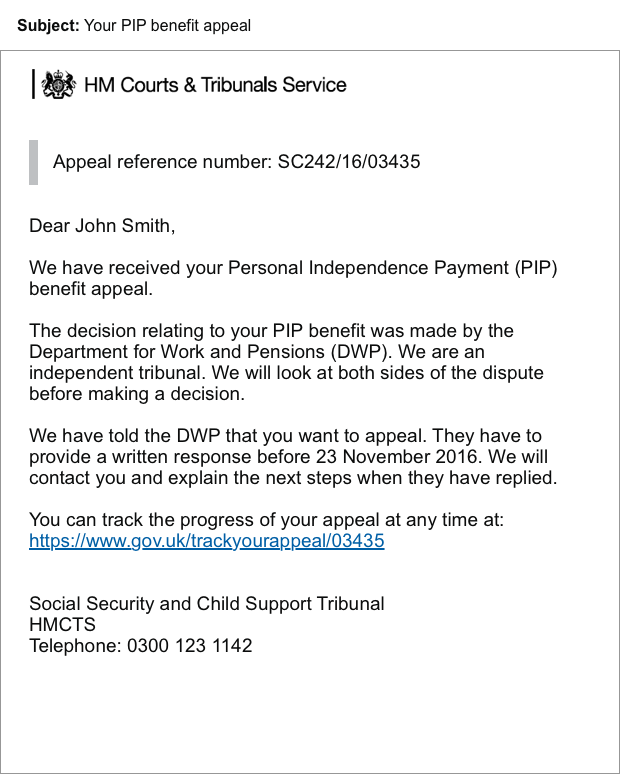 Subject: Your PIP benefit appeal
HM Courts & Tribunals Service
Appeal reference number: SC242/16/03435
Dear John Smith,
We have received your Personal Independence Payment (PIP)
benefit appeal.
The decision relating to your PIP benefit was made by the
Department for Work and Pensions (DWP). We are an
independent tribunal. We will look at both sides of the dispute
before making a decision.
We have told the DWP that you want to appeal. They have to
provide a written response before 23 November 2016. We will
contact you and explain the next steps when they have replied.
You can track the progress of your appeal at any time at:
https://www.gov.uk/trackyourappeal/03435
Social Security and Child Support Tribunal
HMCTS
Telephone: 0300 123 1142